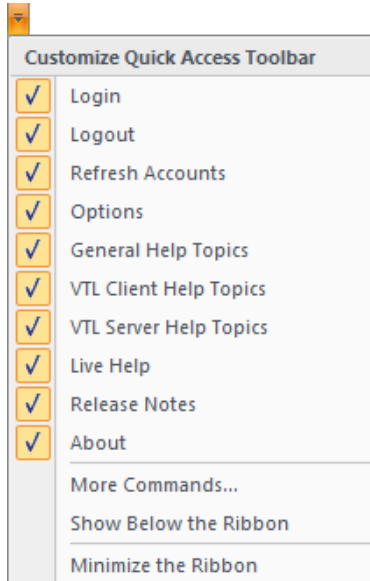 Customize Quick Access Toolbar
Login
Logout
Refresh Accounts
Options
General Help Topics
VTL Client Help Topics
VTL Server Help Topics
Live Help
Release Notes
About
More Commands...
Show Below the Ribbon
Minimize the Ribbon